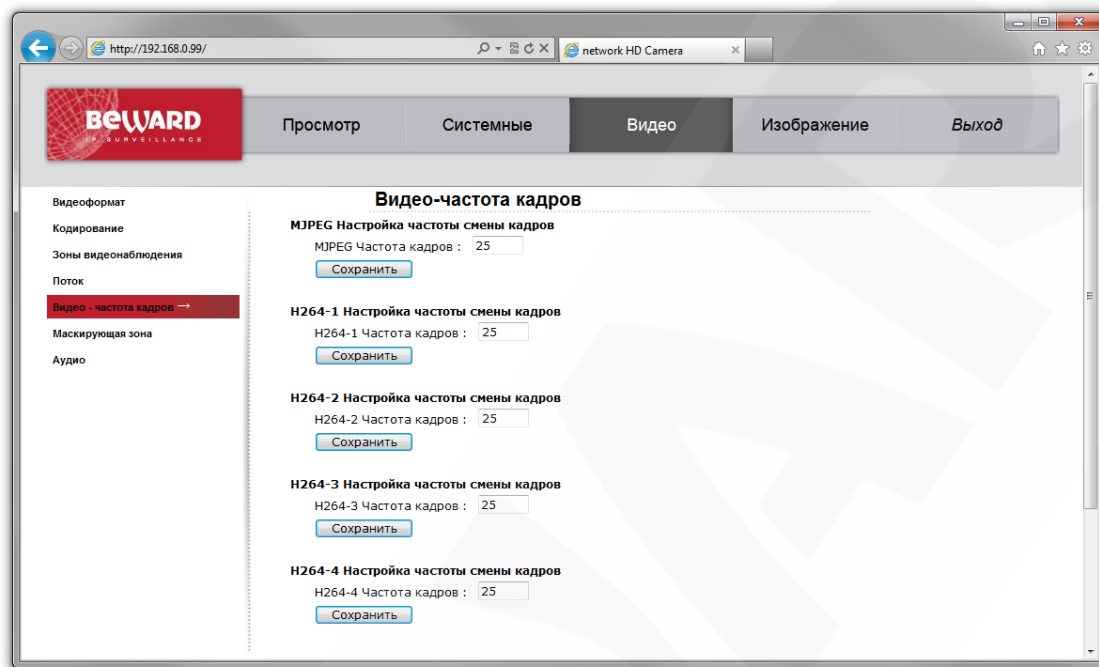 http://192.168.0.99/
network HD Camera
BEWARD
IP SURVEILLANCE
Просмотр
Системные
Видео
Изображение
Выход
Видеоформат
Кодирование
Зоны видеонаблюдения
Поток
Видео - частота кадров →
Маскирующая зона
Аудио
Видео-частота кадров
MJPEG Настройка частоты смены кадров
MJPEG Частота кадров : 25
Сохранить
H264-1 Настройка частоты смены кадров
H264-1 Частота кадров : 25
Сохранить
H264-2 Настройка частоты смены кадров
H264-2 Частота кадров : 25
Сохранить
H264-3 Настройка частоты смены кадров
H264-3 Частота кадров : 25
Сохранить
H264-4 Настройка частоты смены кадров
H264-4 Частота кадров : 25
Сохранить